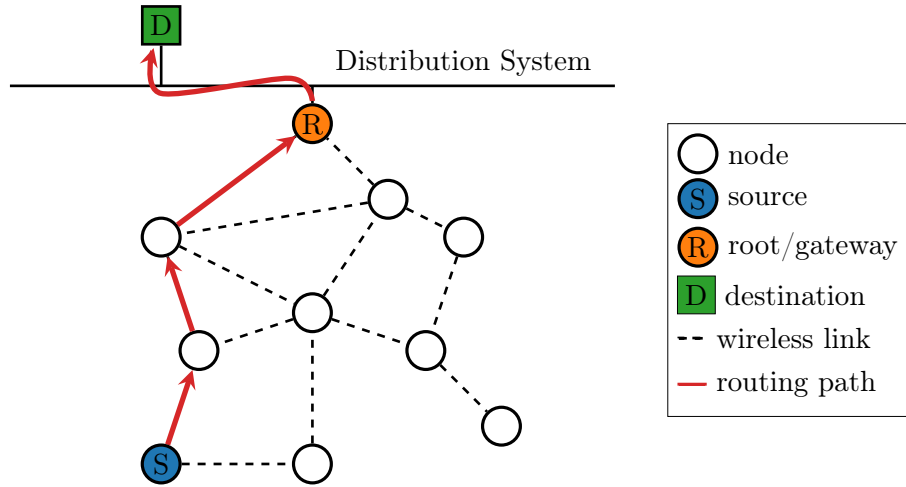 D
Distribution System
R
S
node
S source
R root/gateway
D destination
wireless link
routing path